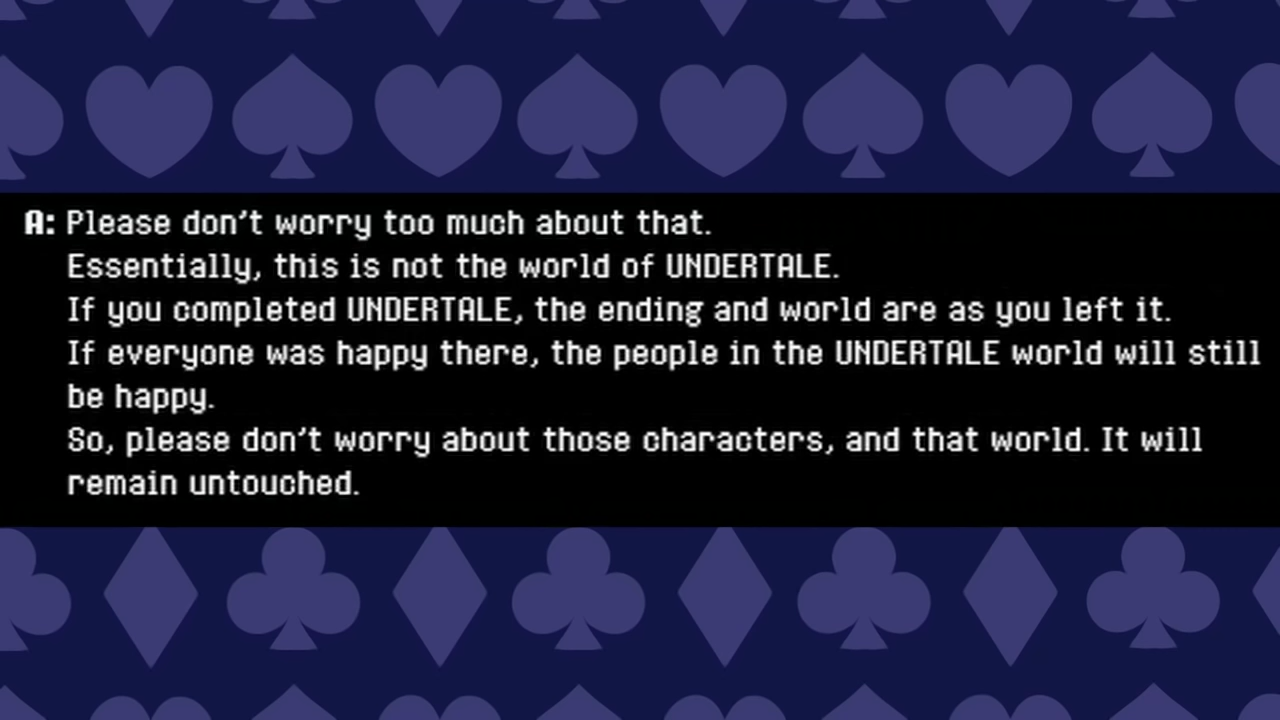 A: Please don't worry too much about that.
Essentially, this is not the world of UNDERTALE.
If you completed UNDERTALE, the ending and world are as you left it.
If everyone was happy there, the people in the UNDERTALE world will still
be happy.
So, please don't worry about those characters, and that world. It will
remain untouched.